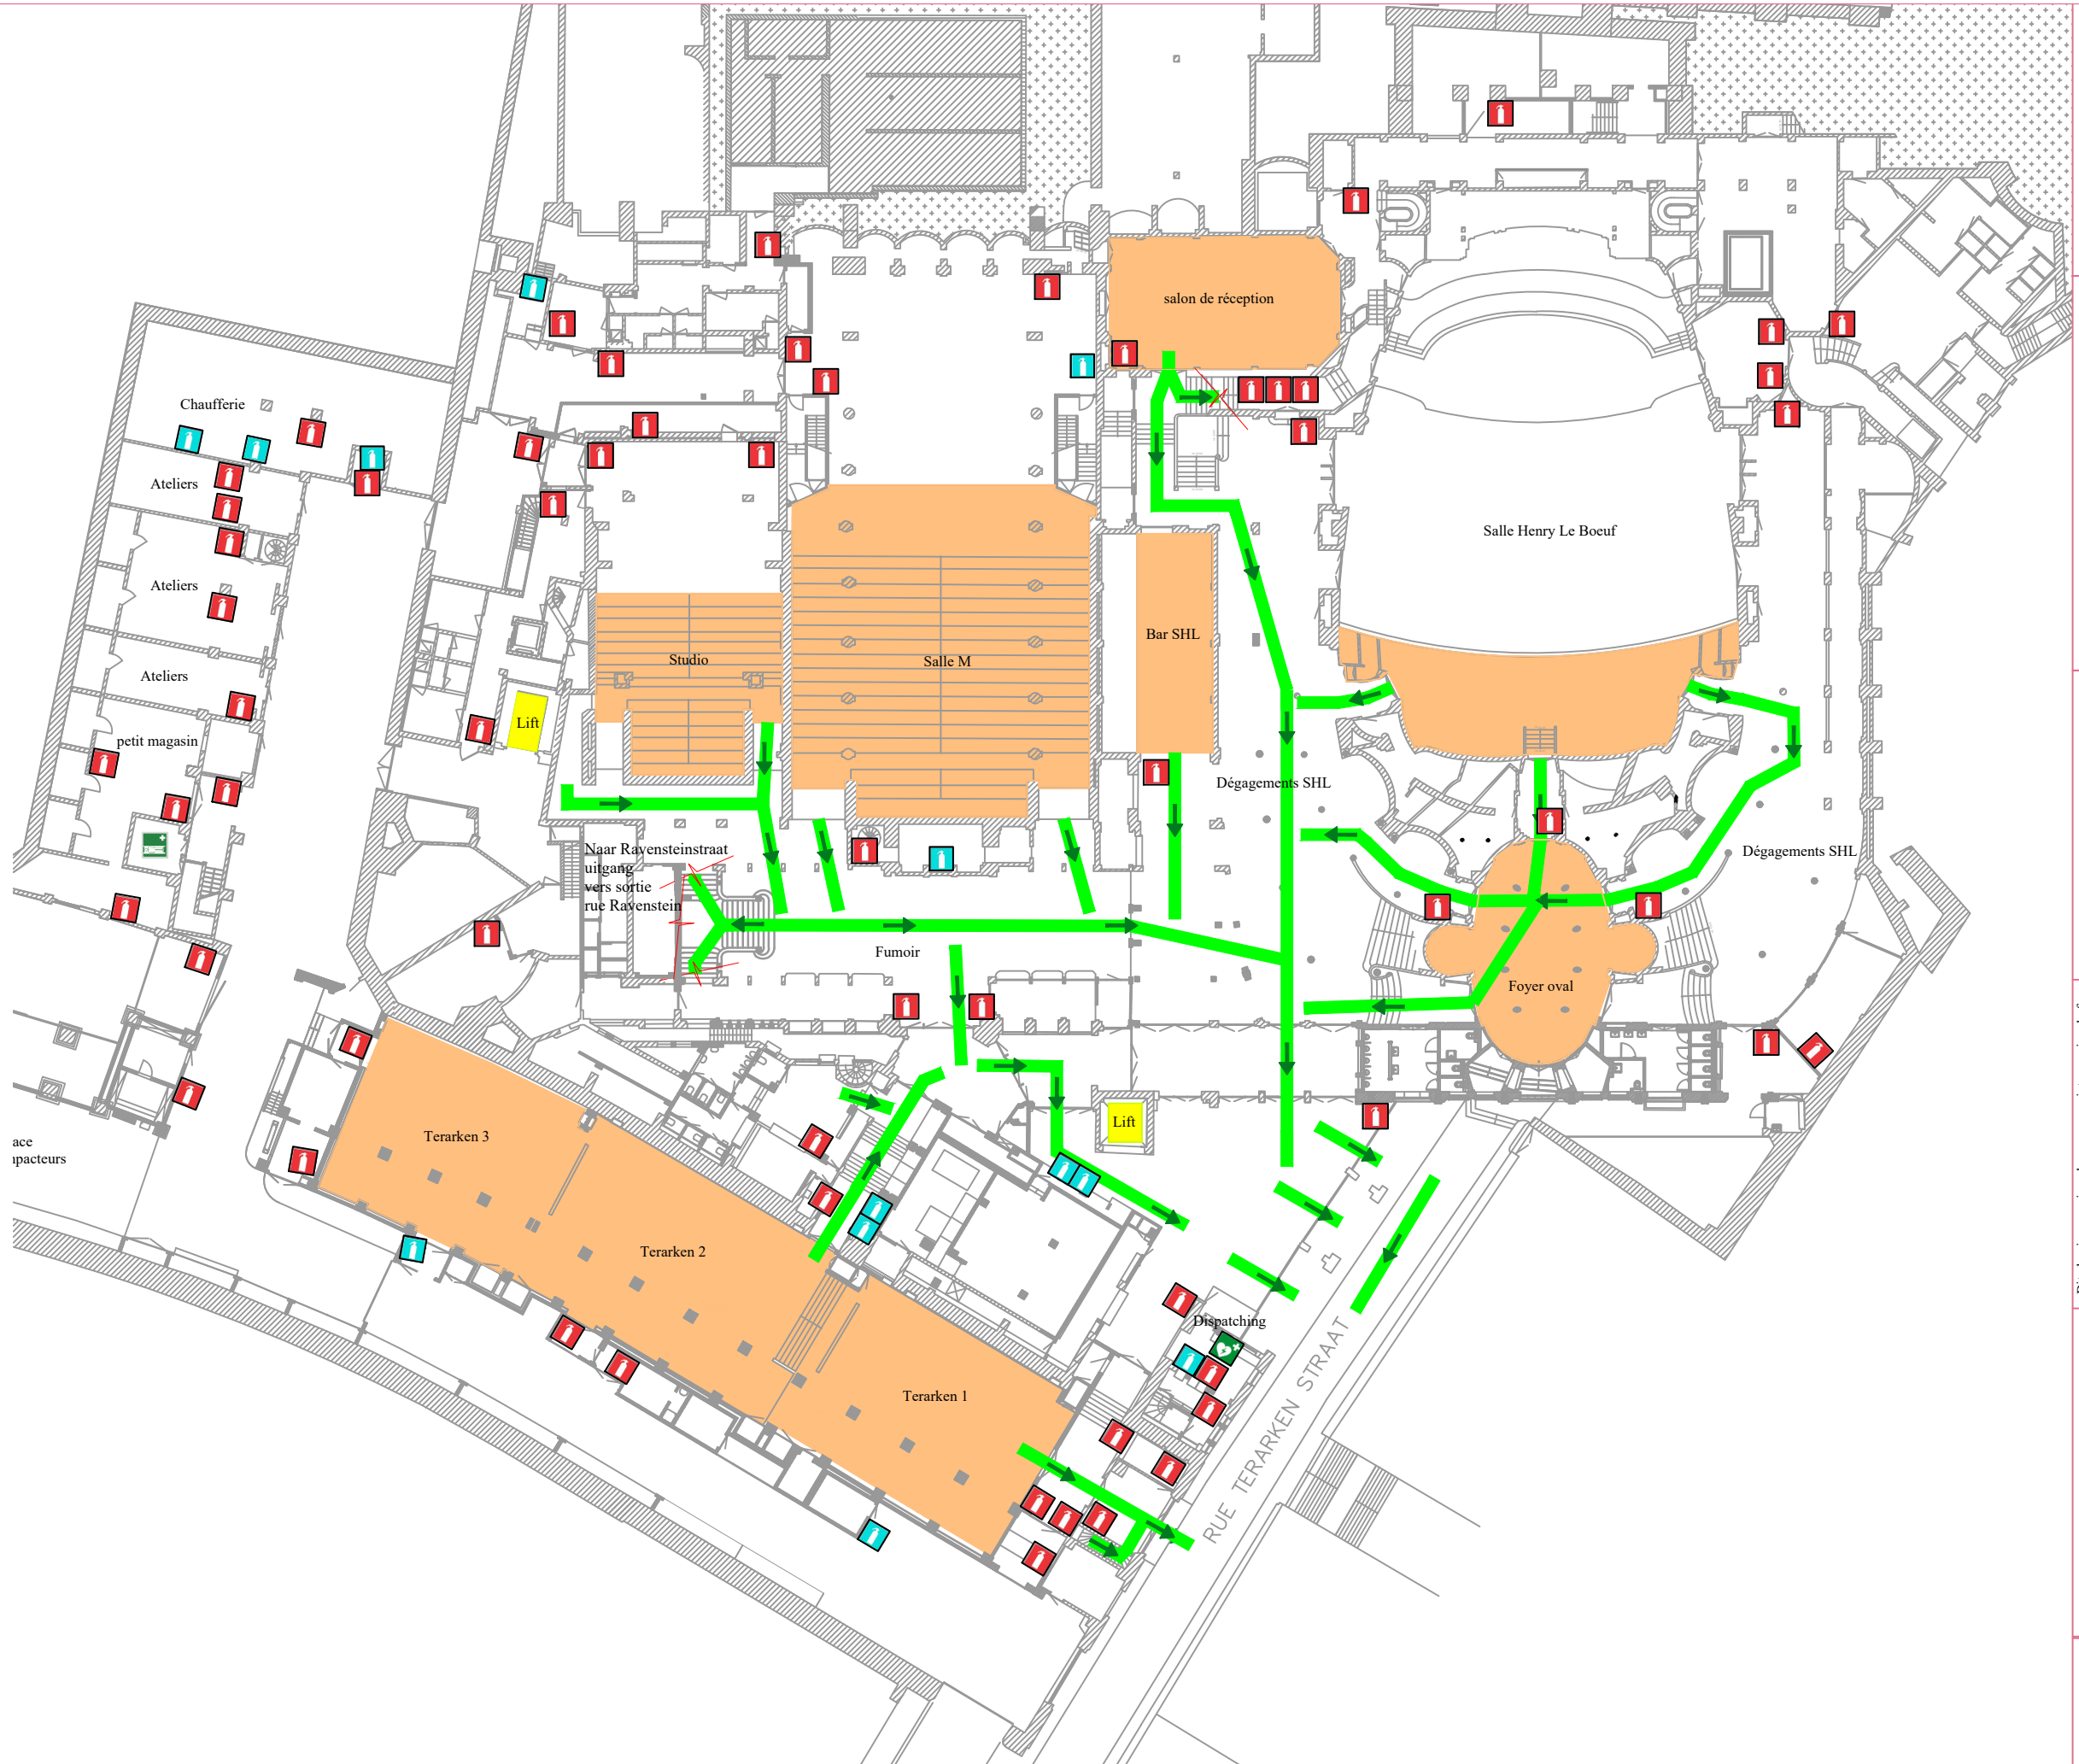 salon de réception
Chaufferie
Ateliers
Salle Henry Le Boeuf
Ateliers
Bar SHL
Studio
Salle M
Ateliers
Lift
petit magasin
Dégagements SHL
Naar Ravensteinstraat
uitgang
vers sortie
rue Ravenstein
Dégagements SHL
Fumoir
Foyer oval
Lift
Terarken 3
ace
mpacteurs
Terarken 2
Dispatching
Terarken 1
RUE TERARKEN STRAAT